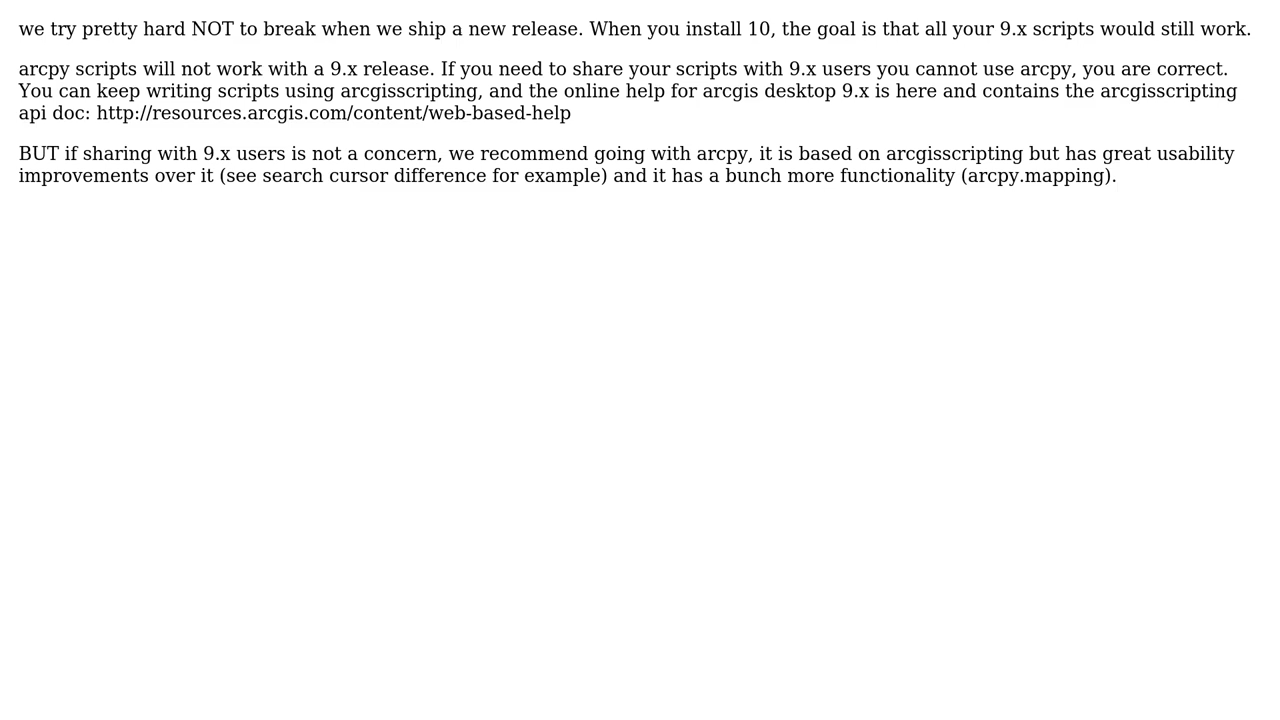 we try pretty hard NOT to break when we ship a new release. When you install 10, the goal is that all your 9.x scripts would still work.
arcpy scripts will not work with a 9.x release. If you need to share your scripts with 9.x users you cannot use arcpy, you are correct.
You can keep writing scripts using arcgisscripting, and the online help for arcgis desktop 9.x is here and contains the arcgisscripting
api doc: http://resources.arcgis.com/content/web-based-help
BUT if sharing with 9.x users is not a concern, we recommend going with arcpy, it is based on arcgisscripting but has great usability
improvements over it (see search cursor difference for example) and it has a bunch more functionality (arcpy.mapping).